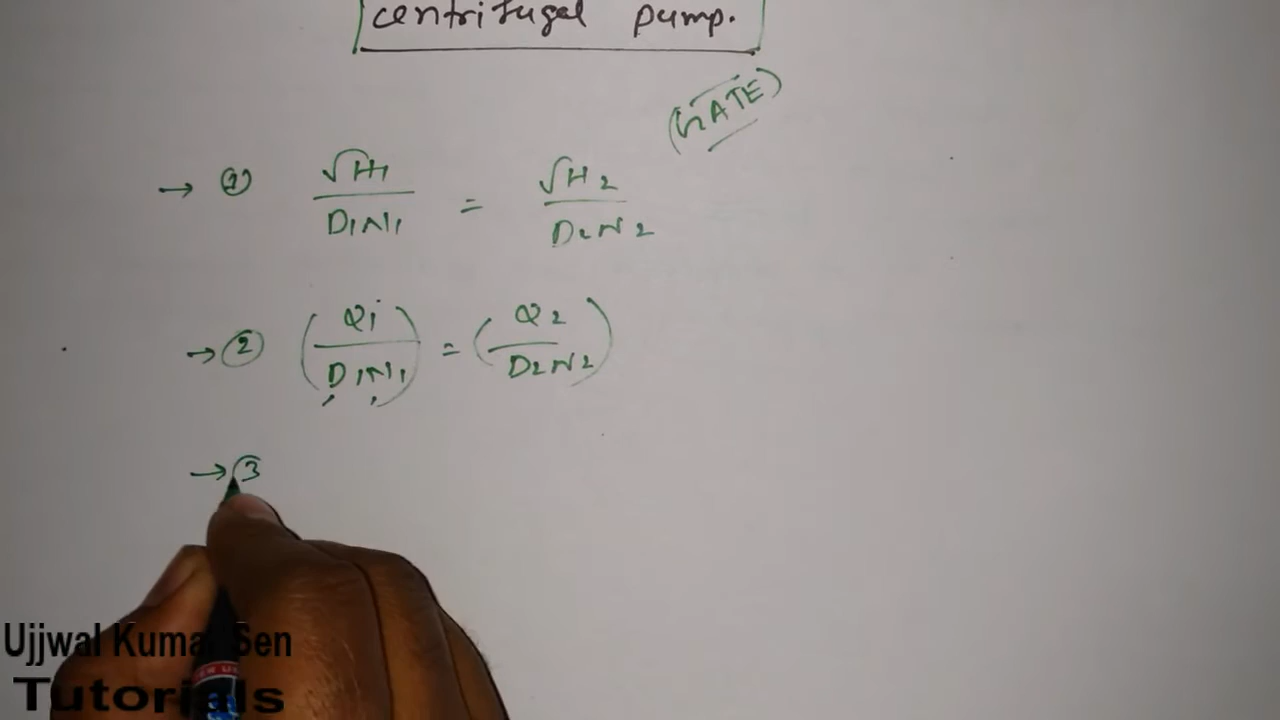 centrifugal pump.
(GATE)
→ ① √H₁ / D₁N₁ = √H₂ / D₂N₂
→ ② (Q₁ / D₁N₁) = (Q₂ / D₂N₂)
→ 3
Ujjwal Kumar Sen
Tutorials